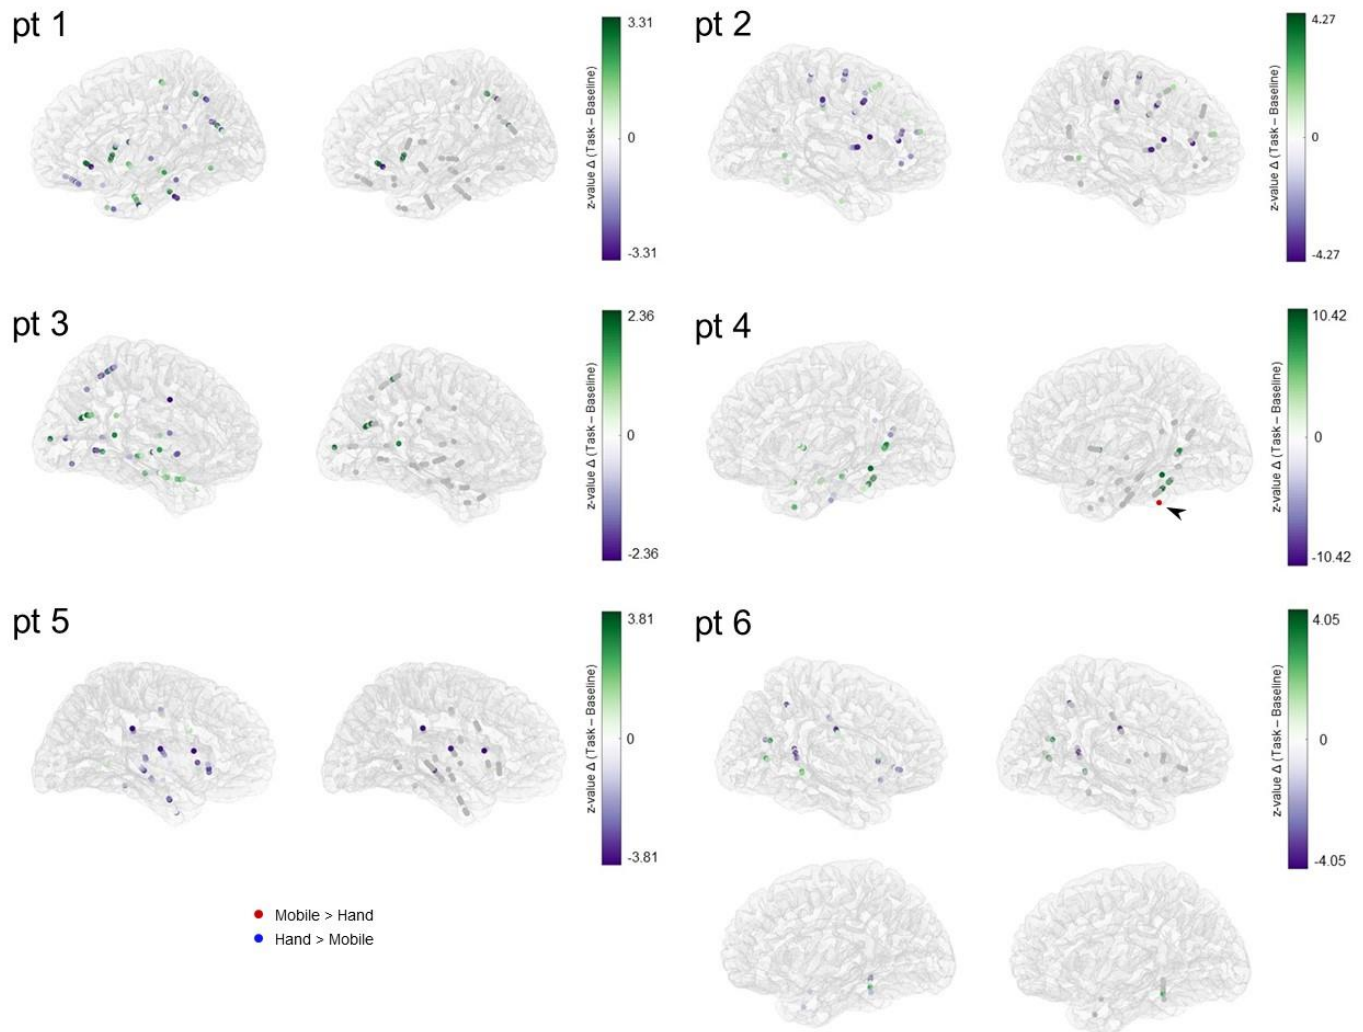 pt 1
3.31
0
-3.31
z-value Δ (Task – Baseline)
pt 2
4.27
0
-4.27
z-value Δ (Task – Baseline)
pt 3
2.36
0
-2.36
z-value Δ (Task – Baseline)
pt 4
10.42
0
-10.42
z-value Δ (Task – Baseline)
pt 5
3.81
0
-3.81
z-value Δ (Task – Baseline)
pt 6
4.05
0
-4.05
z-value Δ (Task – Baseline)
Mobile > Hand
Hand > Mobile